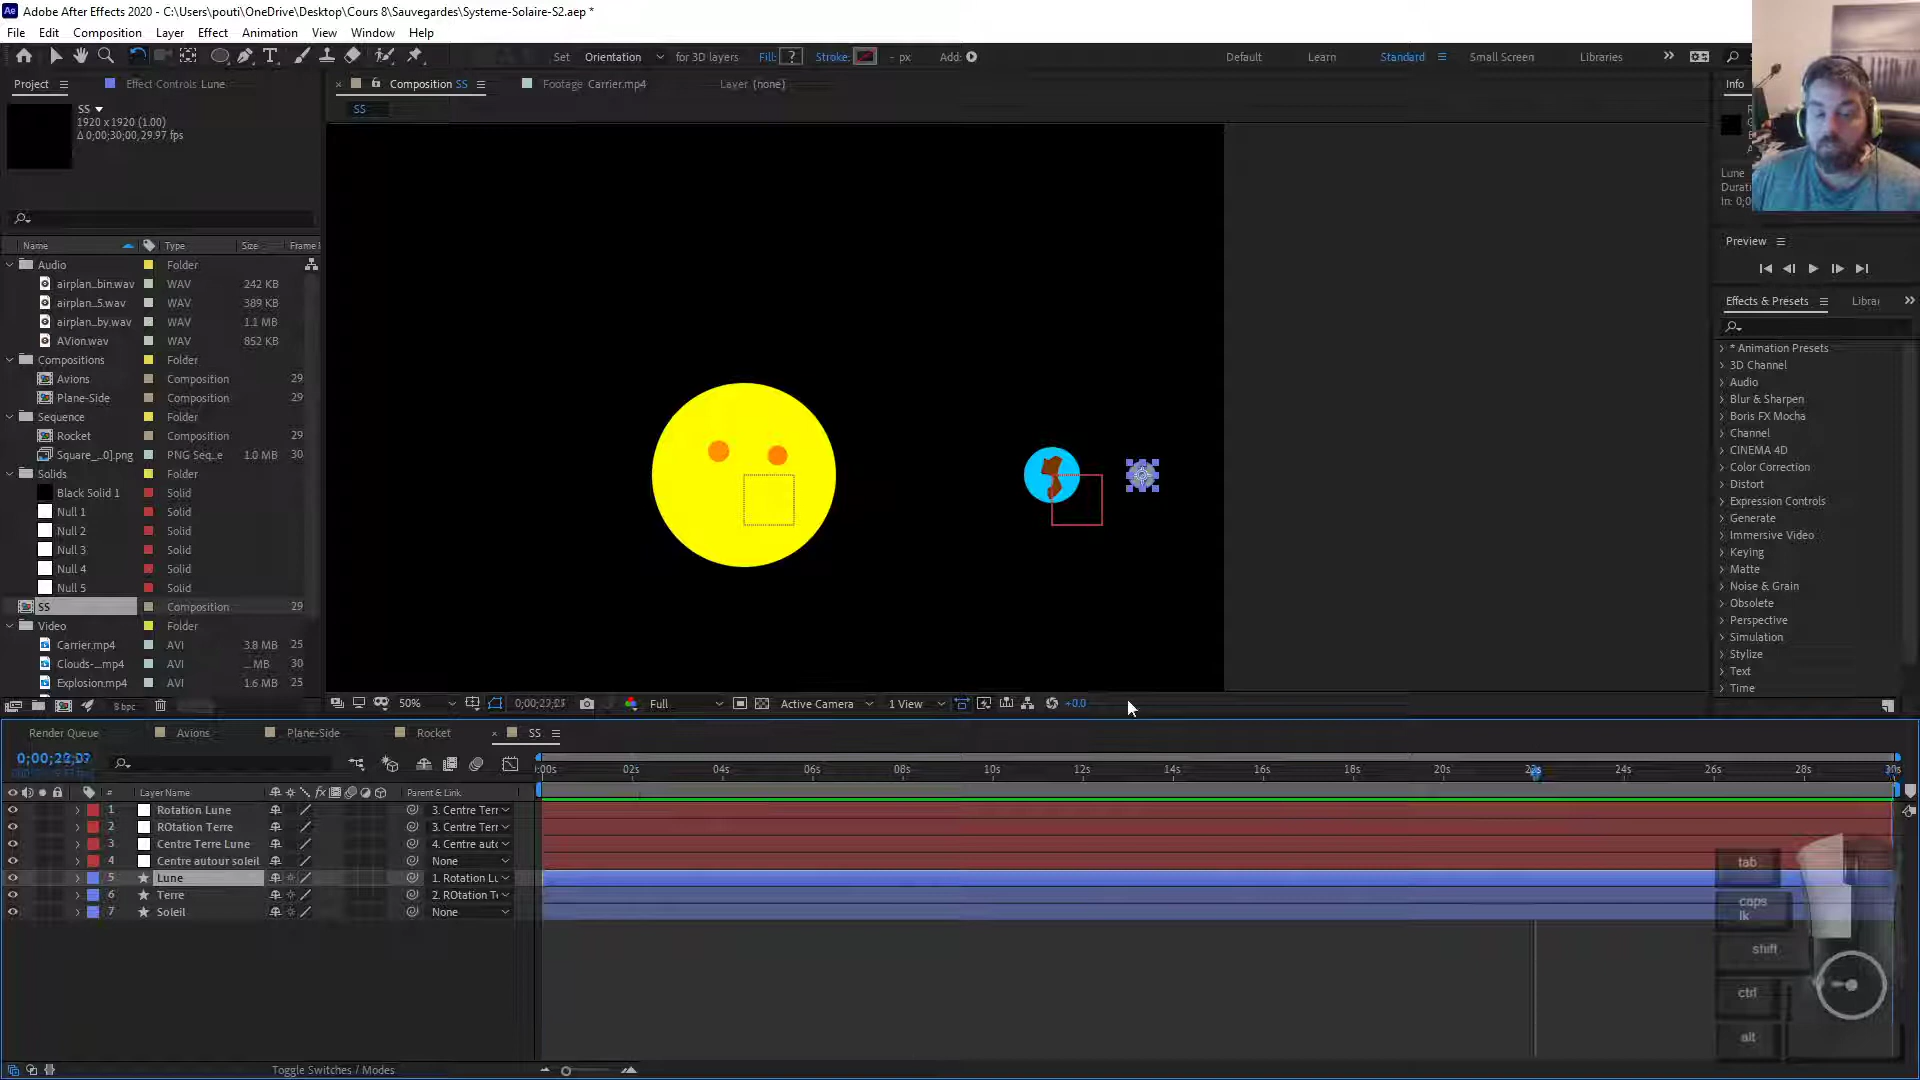 Adobe After Effects 2020 - C:\Users\pouti\OneDrive\Desktop\Cours 8\Sauvegardes\Systeme-Solaire-S2.aep *
File Edit Composition Layer Effect Animation View Window Help
Set Orientation for 3D layers Fill: ? Stroke: - px Add: Default Learn Standard Small Screen Libraries
Project Effect Controls Lune Composition SS Footage Carrier.mp4 Layer (none) Info
SS
SS
1920 x 1920 (1.00)
Δ 0;00;30;00, 29.97 fps
Lune
Duratio
In: 0;0
Preview
Name Type Size Frame
Audio Folder
airplan_bin.wav WAV 242 KB
airplan_5.wav WAV 389 KB
airplan_by.wav WAV 1.1 MB
AVion.wav WAV 852 KB
Compositions Folder
Avions Composition 29
Plane-Side Composition 29
Sequence Folder
Rocket Composition 29
Square_...0].png PNG Seq...e 1.0 MB 30
Solids Folder
Black Solid 1 Solid
Null 1 Solid
Null 2 Solid
Null 3 Solid
Null 4 Solid
Null 5 Solid
SS Composition 29
Video Folder
Carrier.mp4 AVI 3.8 MB 25
Clouds-...mp4 AVI ... MB 30
Explosion.mp4 AVI 1.6 MB 25
8 bpc
Effects & Presets Librar
* Animation Presets
3D Channel
Audio
Blur & Sharpen
Boris FX Mocha
Channel
CINEMA 4D
Color Correction
Distort
Expression Controls
Generate
Immersive Video
Keying
Matte
Noise & Grain
Obsolete
Perspective
Simulation
Stylize
Text
Time
50% Full Active Camera 1 View +0.0
Render Queue Avions Plane-Side Rocket SS
:00s 02s 04s 06s 08s 10s 12s 14s 16s 18s 20s 22s 24s 26s 28s 30s
# Layer Name fx Parent & Link
1 Rotation Lune 3. Centre Terr
2 ROtation Terre 3. Centre Terr
3 Centre Terre Lune 4. Centre auto
4 Centre autour soleil None
5 Lune 1. Rotation Lu
6 Terre 2. ROtation Te
7 Soleil None
tab
caps
lk
shift
ctrl
alt
Toggle Switches / Modes